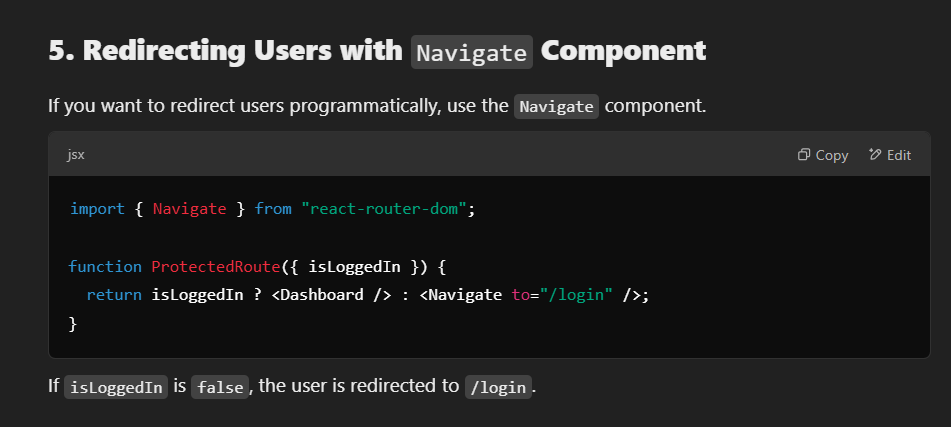 5. Redirecting Users with Navigate Component
If you want to redirect users programmatically, use the Navigate component.
jsx
Copy
Edit
import { Navigate } from "react-router-dom";
function ProtectedRoute({ isLoggedIn }) {
  return isLoggedIn ? <Dashboard /> : <Navigate to="/login" />;
}
If isLoggedIn is false, the user is redirected to /login.